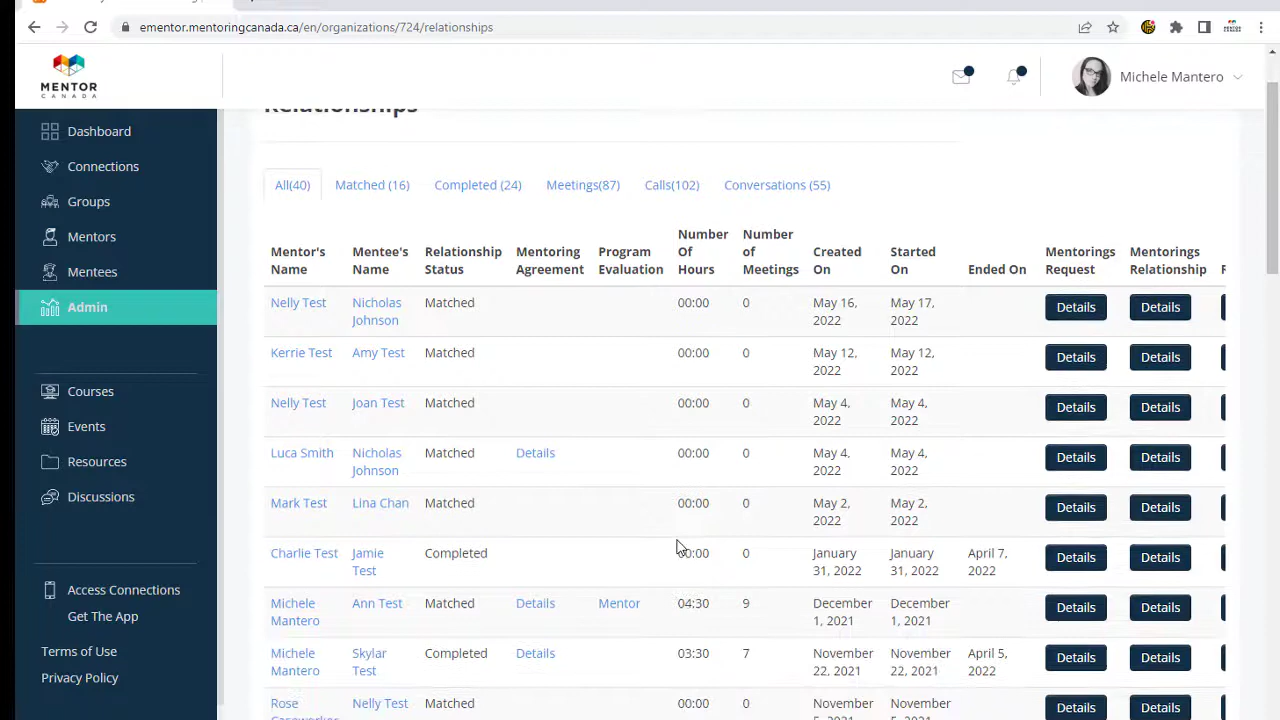 ementor.mentoringcanada.ca/en/organizations/724/relationships
MENTOR
CANADA
Michele Mantero
Relationships
Dashboard
Connections
Groups
Mentors
Mentees
Admin
Courses
Events
Resources
Discussions
Access Connections
Get The App
Terms of Use
Privacy Policy
All(40) Matched (16) Completed (24) Meetings(87) Calls(102) Conversations (55)
Mentor's Name Mentee's Name Relationship Status Mentoring Agreement Program Evaluation Number Of Hours Number of Meetings Created On Started On Ended On Mentorings Request Mentorings Relationship
Nelly Test Nicholas Johnson Matched 00:00 0 May 16, 2022 May 17, 2022 Details Details
Kerrie Test Amy Test Matched 00:00 0 May 12, 2022 May 12, 2022 Details Details
Nelly Test Joan Test Matched 00:00 0 May 4, 2022 May 4, 2022 Details Details
Luca Smith Nicholas Johnson Matched Details 00:00 0 May 4, 2022 May 4, 2022 Details Details
Mark Test Lina Chan Matched 00:00 0 May 2, 2022 May 2, 2022 Details Details
Charlie Test Jamie Test Completed 00:00 0 January 31, 2022 January 31, 2022 April 7, 2022 Details Details
Michele Mantero Ann Test Matched Details Mentor 04:30 9 December 1, 2021 December 1, 2021 Details Details
Michele Mantero Skylar Test Completed Details 03:30 7 November 22, 2021 November 22, 2021 April 5, 2022 Details Details
Rose Nelly Test Matched 00:00 0 November November Details Details